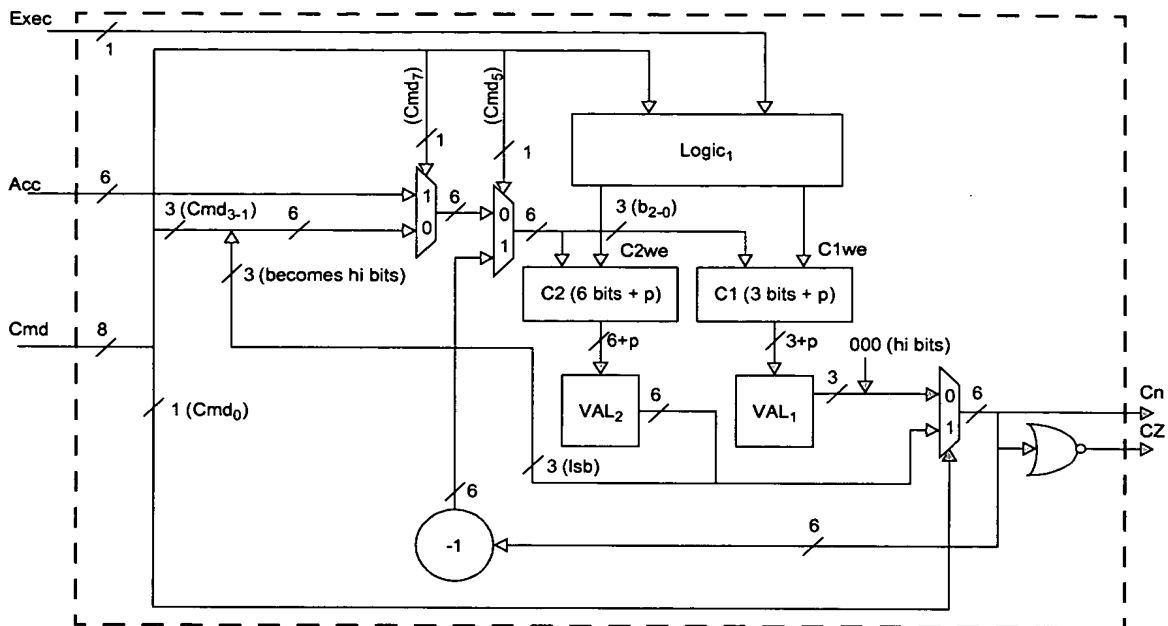 Exec
1
(Cmd7)
(Cmd5)
1
1
Logic1
Acc
6
1
0
6
0
1
6
3 (b2-0)
3 (Cmd3-1)
6
C2we
C1we
3 (becomes hi bits)
C2 (6 bits + p)
C1 (3 bits + p)
Cmd
8
6+p
3+p
000 (hi bits)
1 (Cmd0)
VAL2
6
VAL1
3
0
1
6
Cn
CZ
3 (lsb)
6
-1
6